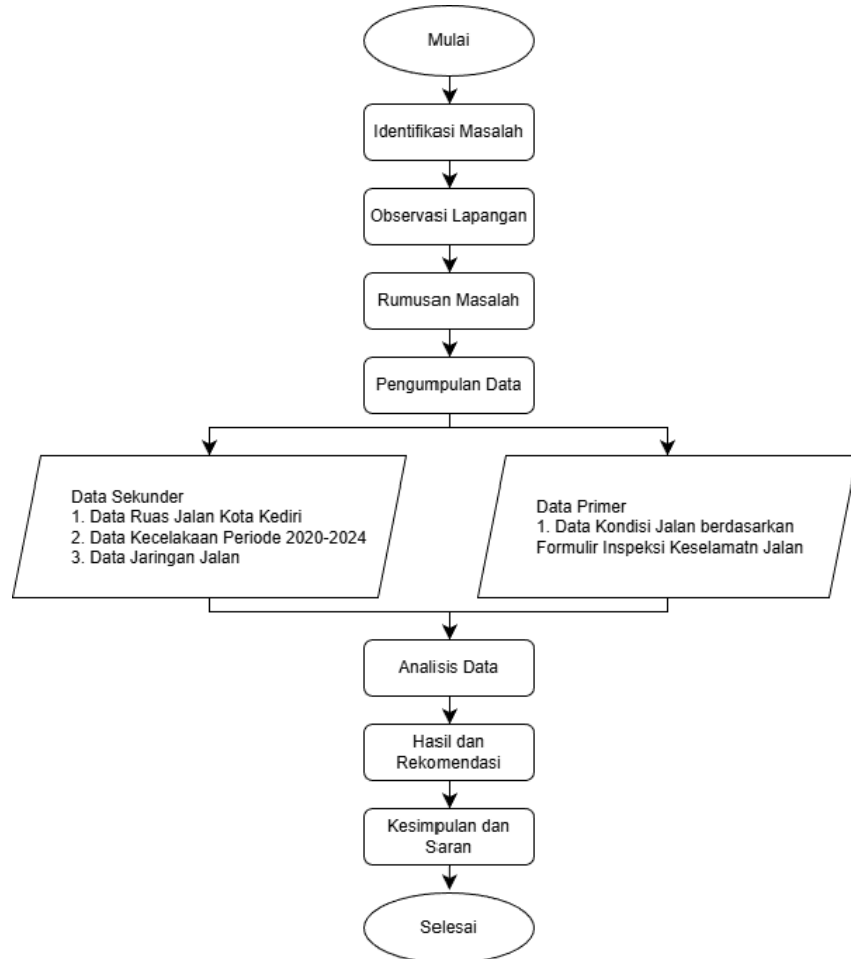 Mulai
Identifikasi Masalah
Observasi Lapangan
Rumusan Masalah
Pengumpulan Data
Data Sekunder
1. Data Ruas Jalan Kota Kediri
2. Data Kecelakaan Periode 2020-2024
3. Data Jaringan Jalan
Data Primer
1. Data Kondisi Jalan berdasarkan
Formulir Inspeksi Keselamatn Jalan
Analisis Data
Hasil dan
Rekomendasi
Kesimpulan dan
Saran
Selesai